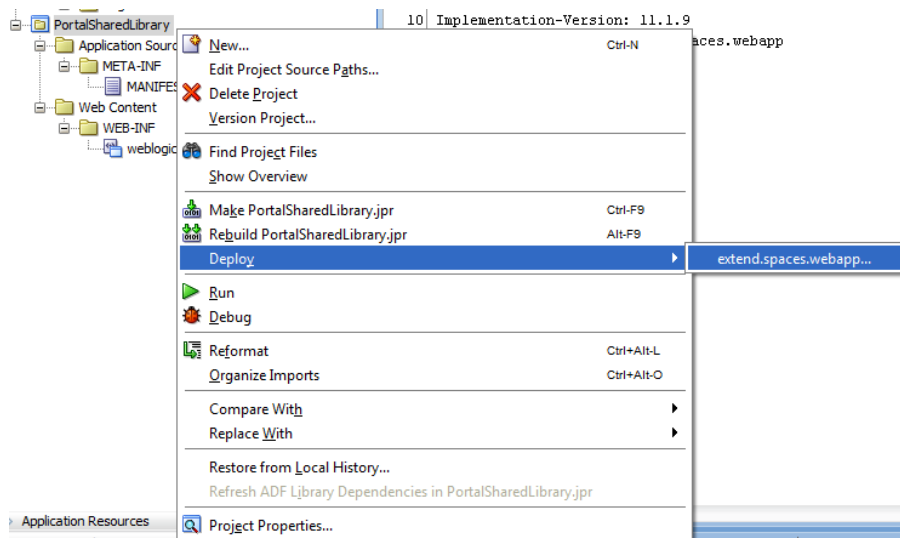 PortalSharedLibrary
10 Implementation-Version: 11.1.9
Application Sourc
aces.webapp
META-INF
MANIFES
Web Content
WEB-INF
weblogic
New... Ctrl-N
Edit Project Source Paths...
Delete Project
Version Project...
Find Project Files
Show Overview
Make PortalSharedLibrary.jpr Ctrl-F9
Rebuild PortalSharedLibrary.jpr Alt-F9
Deploy
extend.spaces.webapp...
Run
Debug
Reformat Ctrl+Alt-L
Organize Imports Ctrl+Alt-O
Compare With
Replace With
Restore from Local History...
Refresh ADF Library Dependencies in PortalSharedLibrary.jpr
Application Resources
Project Properties...